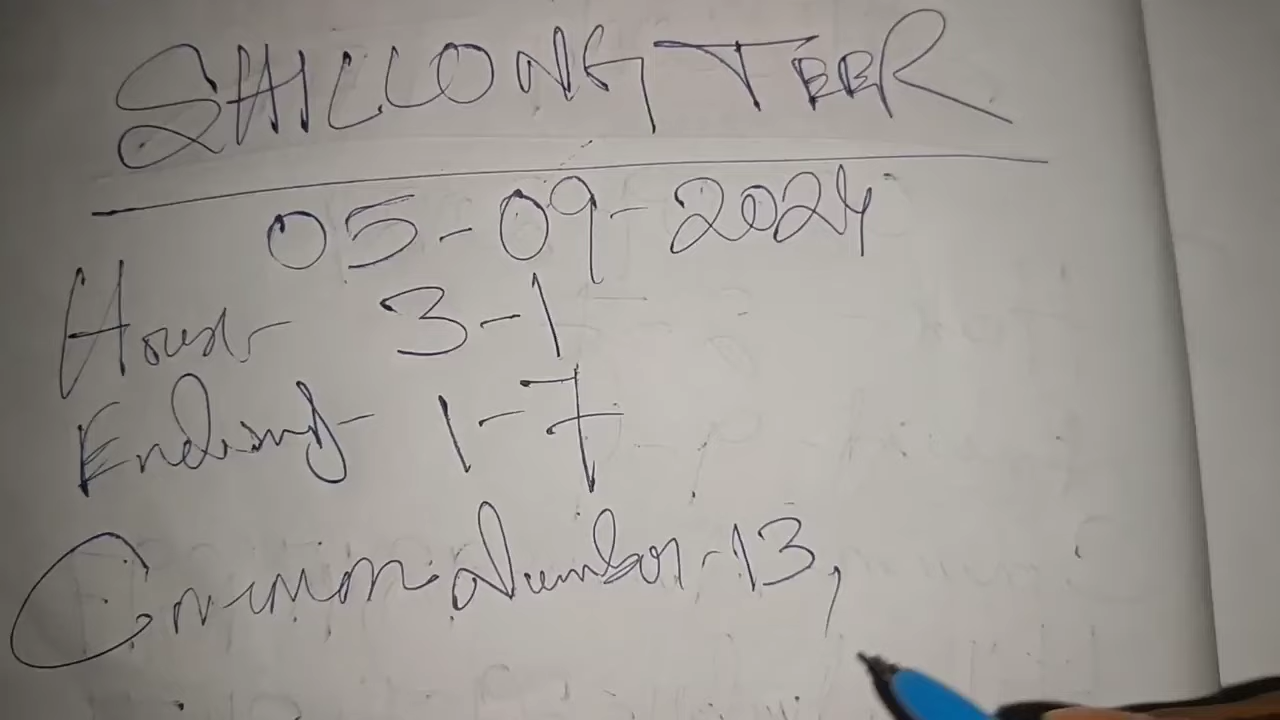 SHILLONG TEER
05-09-2024
House- 3-1
Ending- 1-7
Common Number-13,